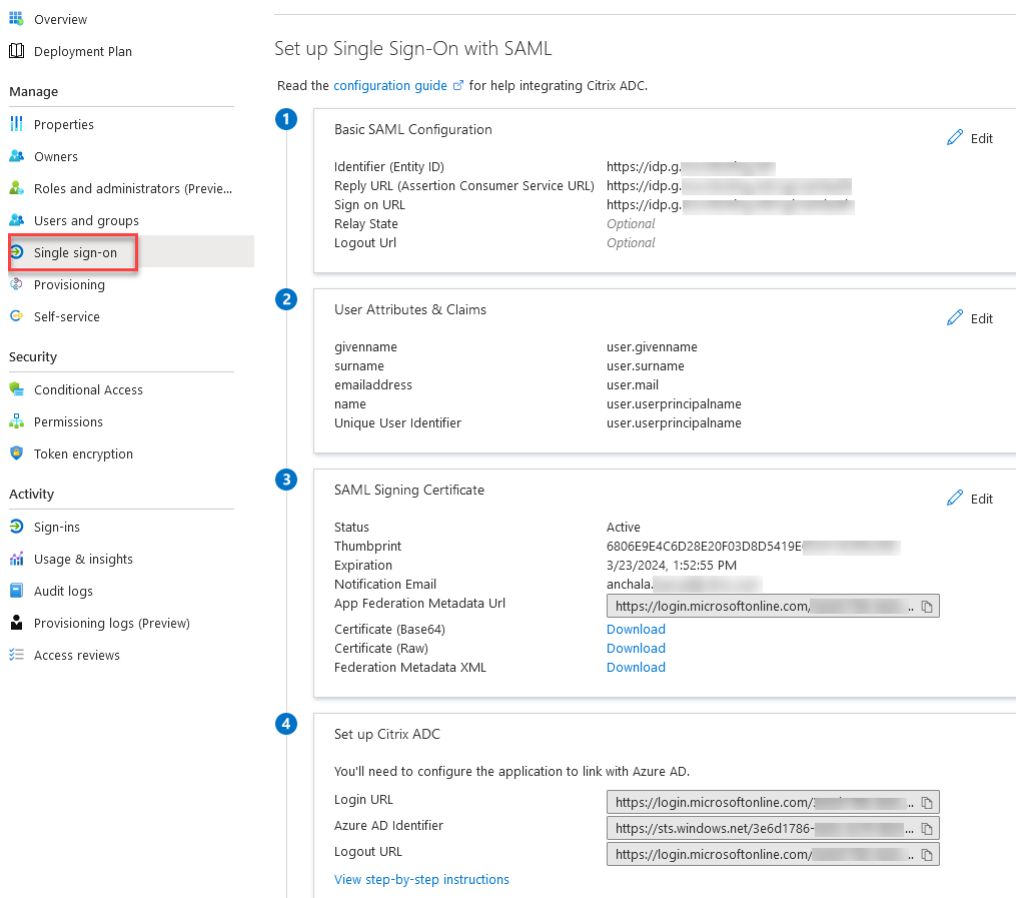 Overview
Deployment Plan
Manage
Properties
Owners
Roles and administrators (Previe...
Users and groups
Single sign-on
Provisioning
Self-service
Security
Conditional Access
Permissions
Token encryption
Activity
Sign-ins
Usage & insights
Audit logs
Provisioning logs (Preview)
Access reviews
Set up Single Sign-On with SAML
Read the configuration guide for help integrating Citrix ADC.
1
Basic SAML Configuration
Edit
Identifier (Entity ID) https://idp.g.
Reply URL (Assertion Consumer Service URL) https://idp.g.
Sign on URL https://idp.g.
Relay State Optional
Logout Url Optional
2
User Attributes & Claims
Edit
givenname user.givenname
surname user.surname
emailaddress user.mail
name user.userprincipalname
Unique User Identifier user.userprincipalname
3
SAML Signing Certificate
Edit
Status Active
Thumbprint 6806E9E4C6D28E20F03D8D5419E
Expiration 3/23/2024, 1:52:55 PM
Notification Email anchala.
App Federation Metadata Url https://login.microsoftonline.com/ ..
Certificate (Base64) Download
Certificate (Raw) Download
Federation Metadata XML Download
4
Set up Citrix ADC
You'll need to configure the application to link with Azure AD.
Login URL https://login.microsoftonline.com/ ..
Azure AD Identifier https://sts.windows.net/3e6d1786- ...
Logout URL https://login.microsoftonline.com/ ..
View step-by-step instructions